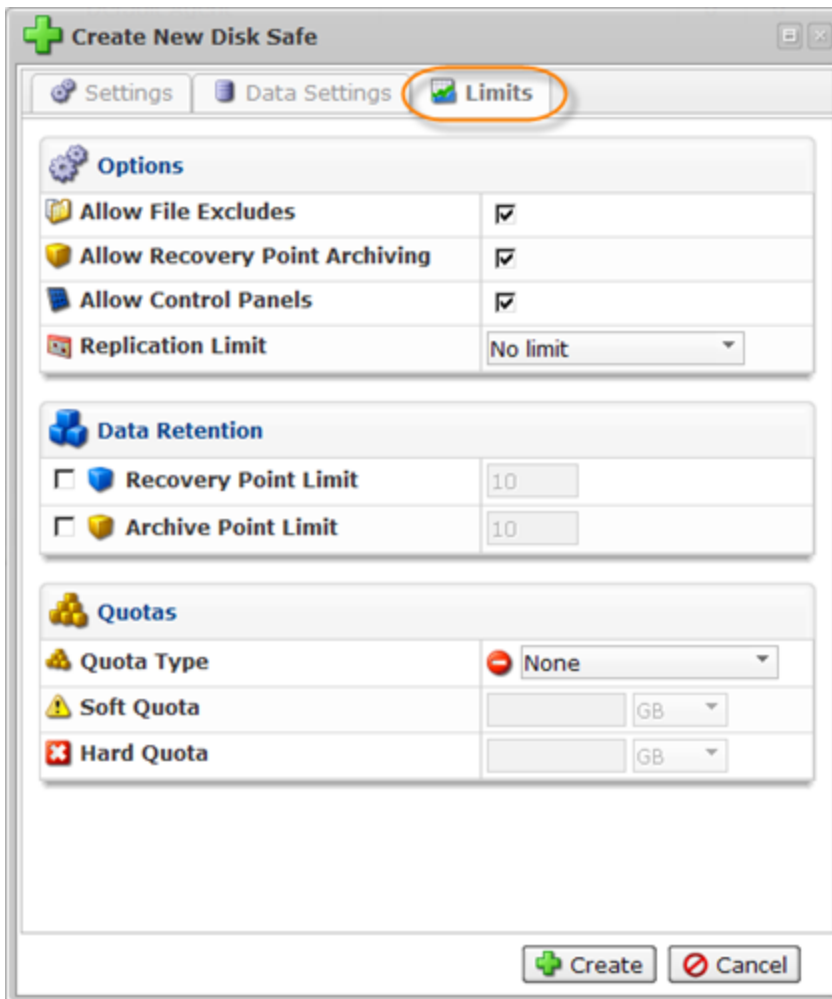 Create New Disk Safe
Settings Data Settings Limits
Options
Allow File Excludes
Allow Recovery Point Archiving
Allow Control Panels
Replication Limit No limit
Data Retention
Recovery Point Limit 10
Archive Point Limit 10
Quotas
Quota Type None
Soft Quota GB
Hard Quota GB
Create Cancel